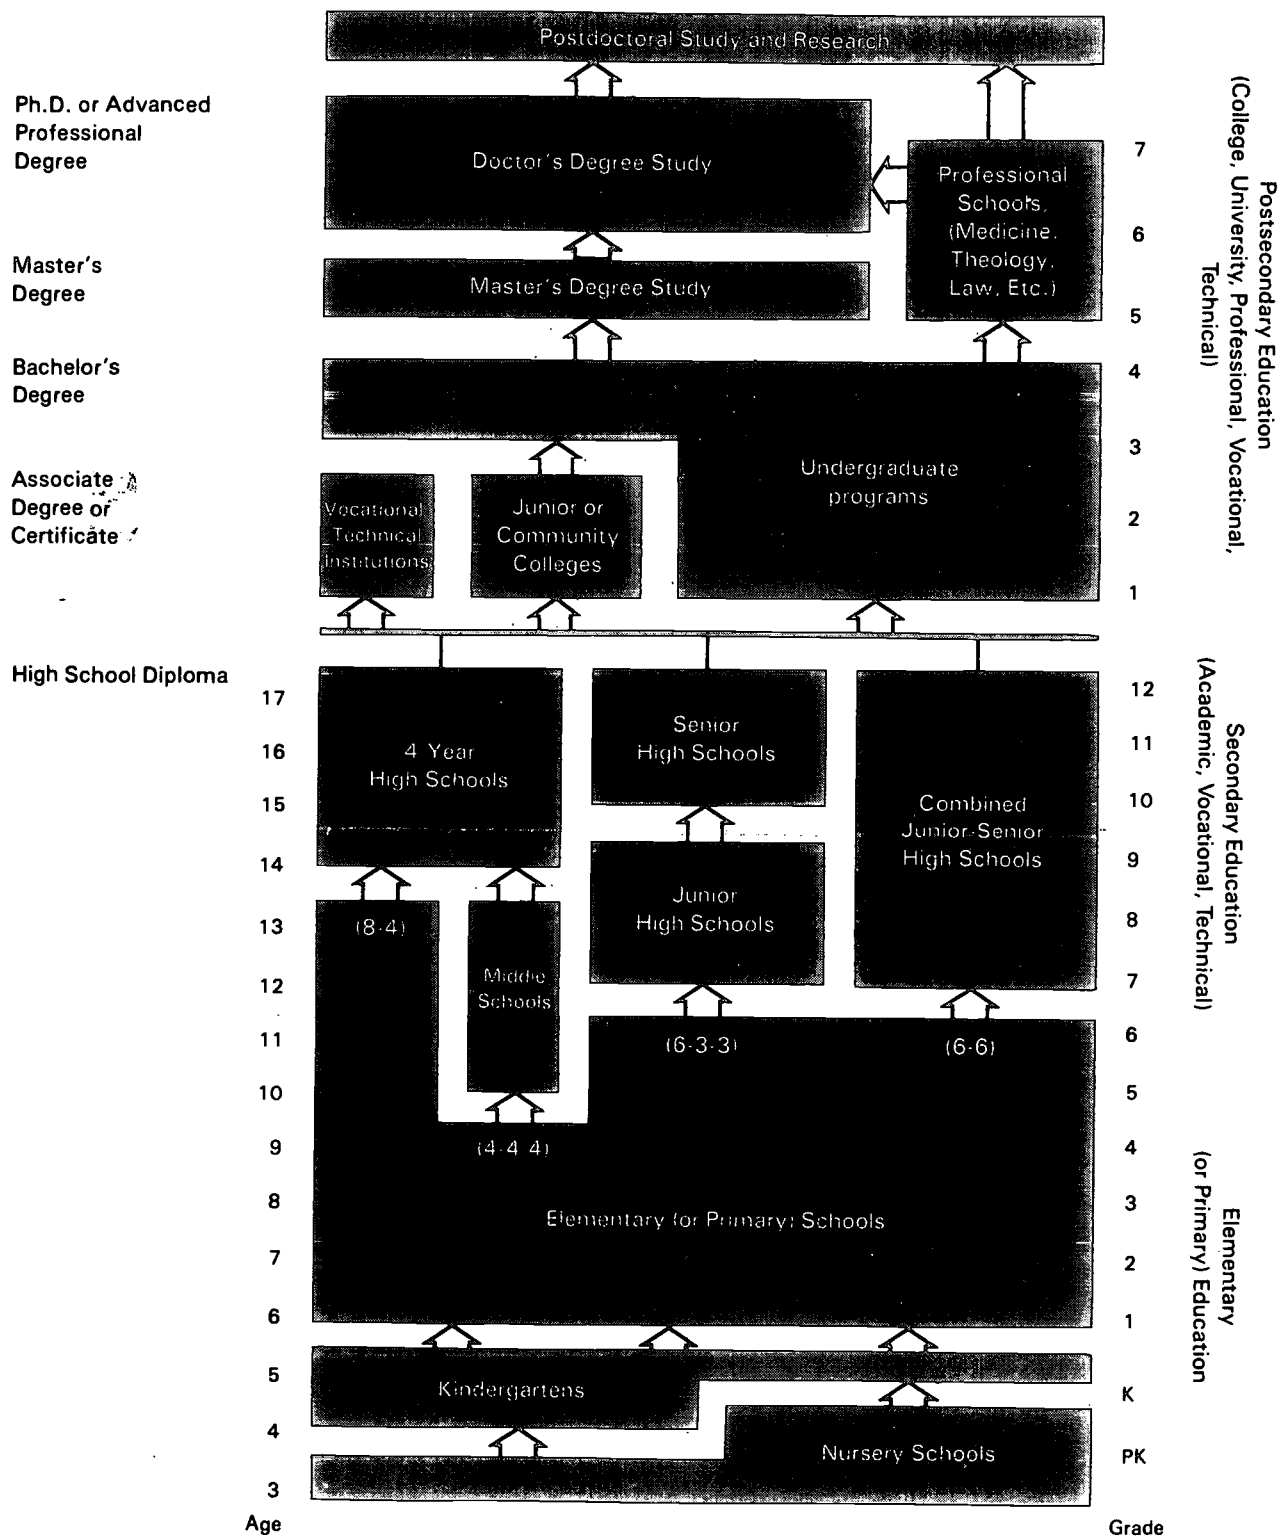 Postdoctoral Study and Research
Ph.D. or Advanced
Professional
Degree
Doctor's Degree Study
Professional
Schools,
(Medicine.
Theology,
Law, Etc.)
7
6
5
Master's
Degree
Master's Degree Study
Bachelor's
Degree
4
3
2
1
Undergraduate
programs
Associate
Degree or
Certificate
Vocational
Technical
Institutions
Junior or
Community
Colleges
Postsecondary Education
(College, University, Professional, Vocational,
Technical)
High School Diploma
17
16
15
14
13
12
11
10
9
8
7
6
5
4
3
Age
4 Year
High Schools
Senior
High Schools
Combined
Junior-Senior
High Schools
Junior
High Schools
(8-4)
Middle
Schools
(6-3-3)
(6-6)
(4-4 4)
Elementary (or Primary) Schools
Kindergartens
Nursery Schools
12
11
10
9
8
7
6
5
4
3
2
1
K
PK
Grade
Secondary Education
(Academic, Vocational, Technical)
Elementary
(or Primary) Education